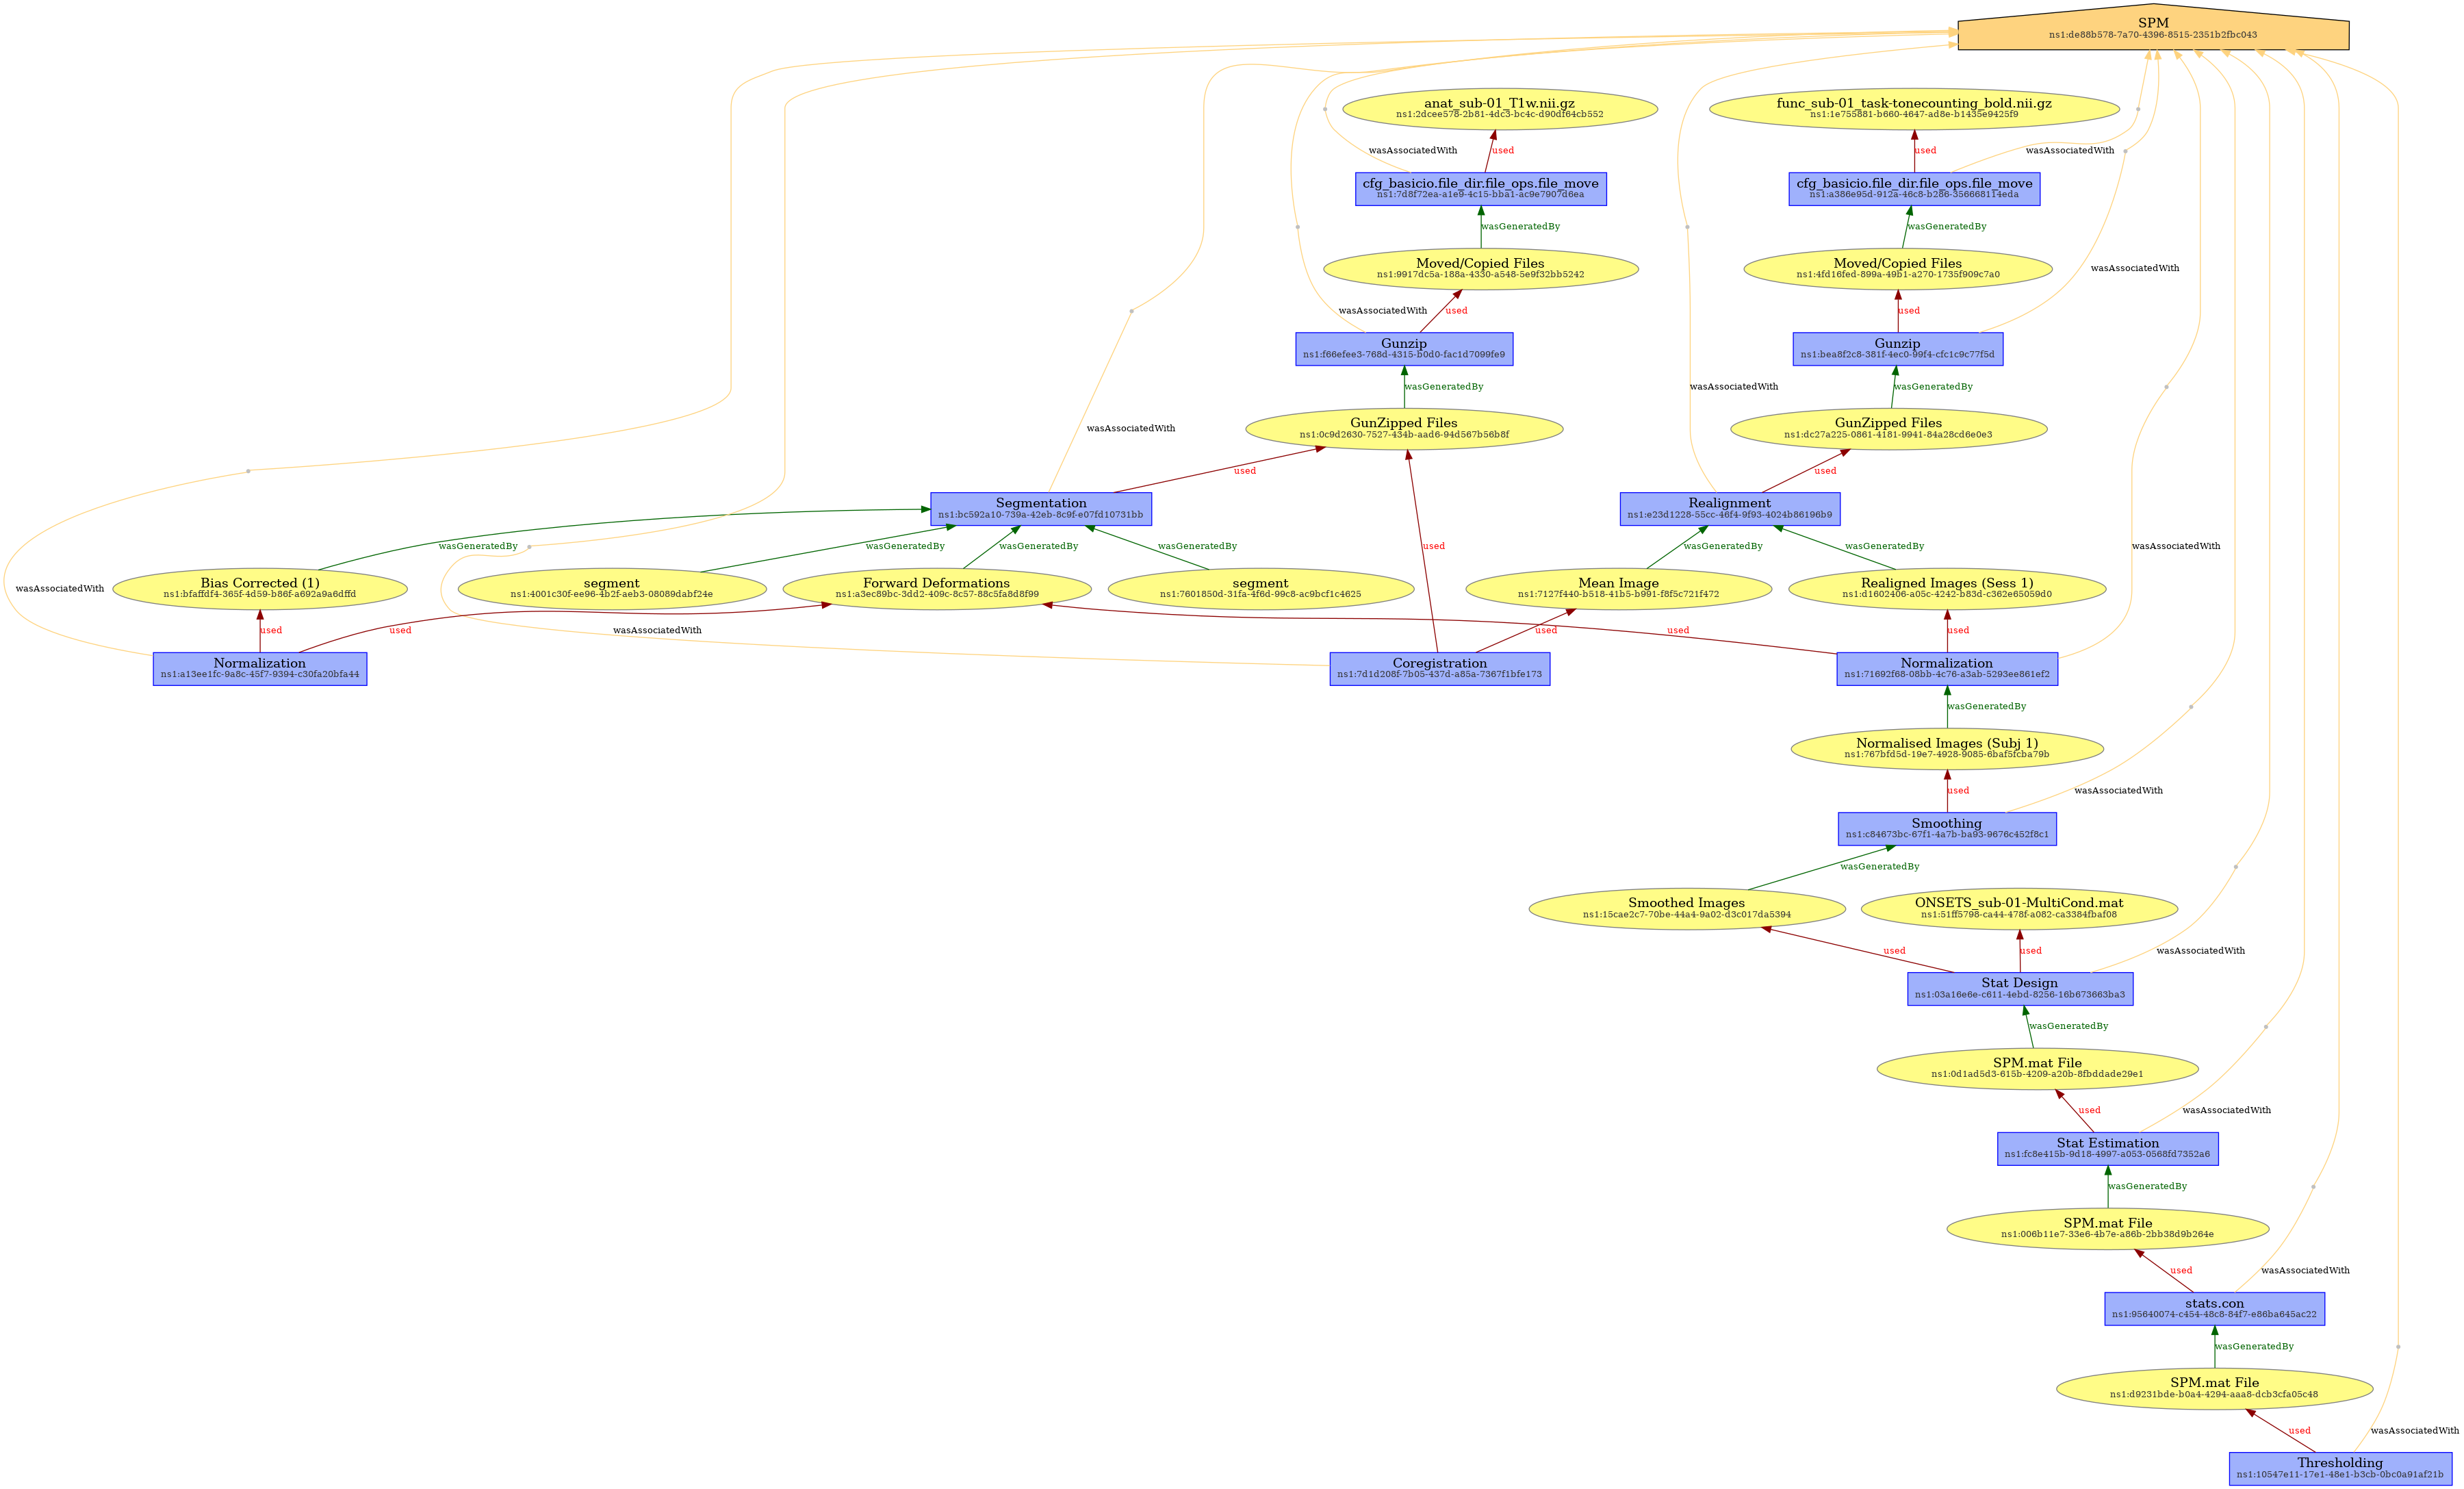 SPM
ns1:de88b578-7a70-4396-8515-2351b2fbc043
anat_sub-01_T1w.nii.gz
ns1:2dcee578-2b81-4dc3-bc4c-d90df64cb552
func_sub-01_task-tonecounting_bold.nii.gz
ns1:1e755881-b660-4647-ad8e-b1435e9425f9
wasAssociatedWith
used
wasAssociatedWith
used
cfg_basicio.file_dir.file_ops.file_move
ns1:7d8f72ea-a1e9-4c15-bba1-ac9e7907d6ea
cfg_basicio.file_dir.file_ops.file_move
ns1:a386e95d-912a-46c8-b286-356668114eda
wasGeneratedBy
wasGeneratedBy
Moved/Copied Files
ns1:9917dc5a-188a-4330-a548-5e9f32bb5242
Moved/Copied Files
ns1:4fd16fed-899a-49b1-a270-1735f909c7a0
wasAssociatedWith
wasAssociatedWith
used
used
Gunzip
ns1:f66efee3-768d-4315-b0d0-fac1d7099fe9
Gunzip
ns1:bea8f2c8-381f-4ec0-99f4-cfc1c9c77f5d
wasAssociatedWith
wasGeneratedBy
wasGeneratedBy
wasAssociatedWith
GunZipped Files
ns1:0c9d2630-7527-434b-aad6-94d567b56b8f
GunZipped Files
ns1:dc27a225-0861-4181-9941-84a28cd6e0e3
used
used
Segmentation
ns1:bc592a10-739a-42eb-8c9f-e07fd10731bb
Realignment
ns1:e23d1228-55cc-46f4-9f93-4024b86196b9
wasGeneratedBy
wasGeneratedBy
wasGeneratedBy
wasGeneratedBy
used
wasGeneratedBy
wasGeneratedBy
wasAssociatedWith
wasAssociatedWith
Bias Corrected (1)
ns1:bfaffdf4-365f-4d59-b86f-a692a9a6dffd
segment
ns1:4001c30f-ee96-4b2f-aeb3-08089dabf24e
Forward Deformations
ns1:a3ec89bc-3dd2-409c-8c57-88c5fa8d8f99
segment
ns1:7601850d-31fa-4f6d-99c8-ac9bcf1c4625
Mean Image
ns1:7127f440-b518-41b5-b991-f8f5c721f472
Realigned Images (Sess 1)
ns1:d1602406-a05c-4242-b83d-c362e65059d0
used
used
wasAssociatedWith
used
used
used
Normalization
ns1:a13ee1fc-9a8c-45f7-9394-c30fa20bfa44
Coregistration
ns1:7d1d208f-7b05-437d-a85a-7367f1bfe173
Normalization
ns1:71692f68-08bb-4c76-a3ab-5293ee861ef2
wasGeneratedBy
Normalised Images (Subj 1)
ns1:767bfd5d-19e7-4928-9085-6baf5fcba79b
used
wasAssociatedWith
Smoothing
ns1:c84673bc-67f1-4a7b-ba93-9676c452f8c1
wasGeneratedBy
Smoothed Images
ns1:15cae2c7-70be-44a4-9a02-d3c017da5394
ONSETS_sub-01-MultiCond.mat
ns1:51ff5798-ca44-478f-a082-ca3384fbaf08
used
used
wasAssociatedWith
Stat Design
ns1:03a16e6e-c611-4ebd-8256-16b673663ba3
wasGeneratedBy
SPM.mat File
ns1:0d1ad5d3-615b-4209-a20b-8fbddade29e1
used
wasAssociatedWith
Stat Estimation
ns1:fc8e415b-9d18-4997-a053-0568fd7352a6
wasGeneratedBy
SPM.mat File
ns1:006b11e7-33e6-4b7e-a86b-2bb38d9b264e
used
wasAssociatedWith
stats.con
ns1:95640074-c454-48c8-84f7-e86ba645ac22
wasGeneratedBy
SPM.mat File
ns1:d9231bde-b0a4-4294-aaa8-dcb3cfa05c48
used
wasAssociatedWith
Thresholding
ns1:10547e11-17e1-48e1-b3cb-0bc0a91af21b